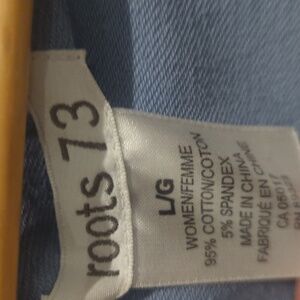 roots 73
L/G
WOMEN/FEMME
95% COTTON/COTON
5% SPANDEX
MADE IN CHINA
FABRIQUÉ EN CHINE